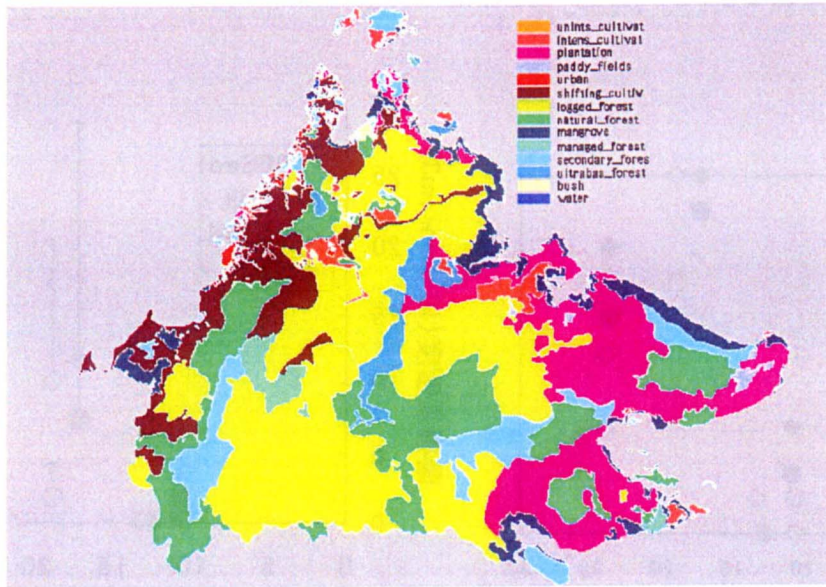 unints_cultivat
intens_cultivat
plantation
paddy_fields
urban
shifting_cultiv
logged_forest
natural_forest
mangrove
managed_forest
secondary_fores
ultrabas_forest
bush
water